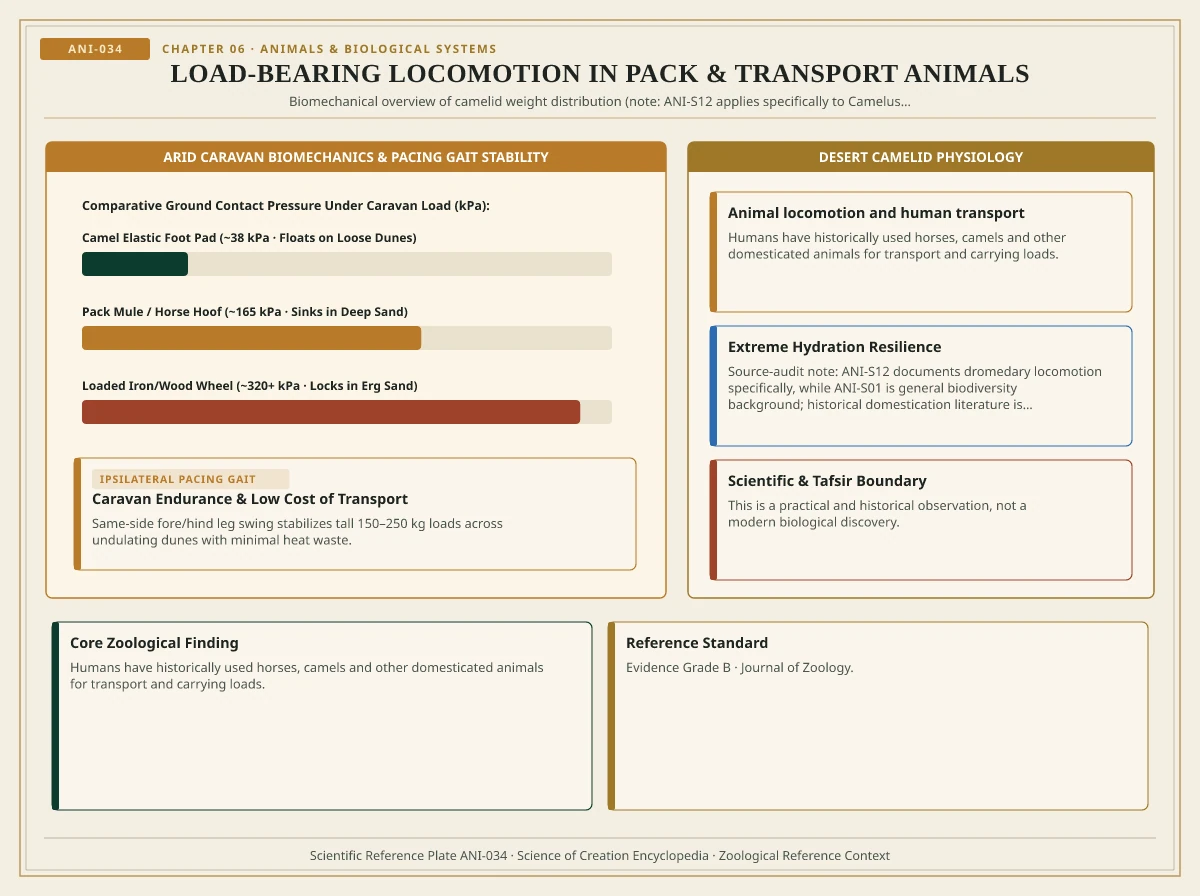 ANI-034
CHAPTER 06 · ANIMALS & BIOLOGICAL SYSTEMS
LOAD-BEARING LOCOMOTION IN PACK & TRANSPORT ANIMALS
Biomechanical overview of camelid weight distribution (note: ANI-S12 applies specifically to Camelus...
ARID CARAVAN BIOMECHANICS & PACING GAIT STABILITY
Comparative Ground Contact Pressure Under Caravan Load (kPa):
Camel Elastic Foot Pad (~38 kPa · Floats on Loose Dunes)
Pack Mule / Horse Hoof (~165 kPa · Sinks in Deep Sand)
Loaded Iron/Wood Wheel (~320+ kPa · Locks in Erg Sand)
IPSILATERAL PACING GAIT
Caravan Endurance & Low Cost of Transport
Same-side fore/hind leg swing stabilizes tall 150–250 kg loads across
undulating dunes with minimal heat waste.
DESERT CAMELID PHYSIOLOGY
Animal locomotion and human transport
Humans have historically used horses, camels and other
domesticated animals for transport and carrying loads.
Extreme Hydration Resilience
Source-audit note: ANI-S12 documents dromedary locomotion
specifically, while ANI-S01 is general biodiversity
background; historical domestication literature is...
Scientific & Tafsir Boundary
This is a practical and historical observation, not a
modern biological discovery.
Core Zoological Finding
Humans have historically used horses, camels and other domesticated animals
for transport and carrying loads.
Reference Standard
Evidence Grade B · Journal of Zoology.
Scientific Reference Plate ANI-034 · Science of Creation Encyclopedia · Zoological Reference Context